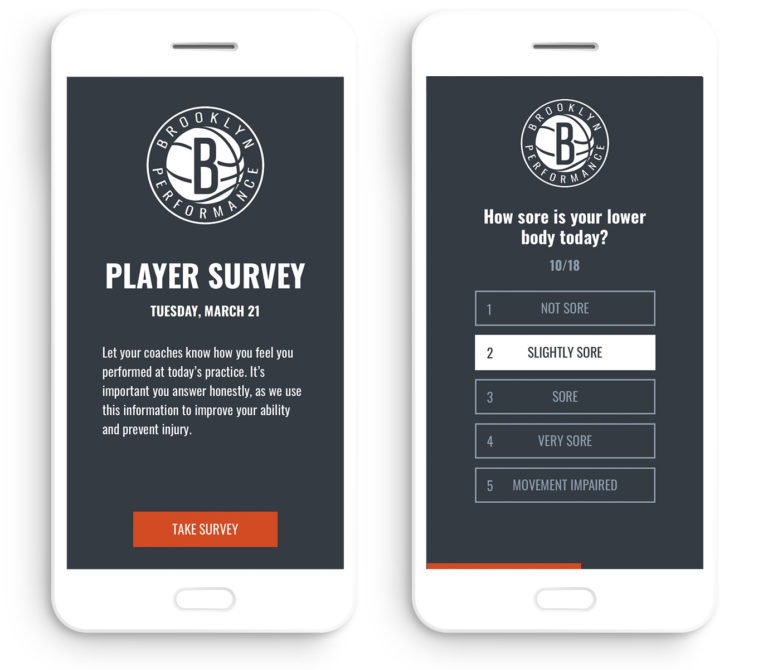 BROOKLYN
B
PERFORMANCE
PLAYER SURVEY
TUESDAY, MARCH 21
Let your coaches know how you feel you
performed at today's practice. It's
important you answer honestly, as we use
this information to improve your ability
and prevent injury.
TAKE SURVEY
BROOKLYN
B
PERFORMANCE
How sore is your lower
body today?
10/18
1 NOT SORE
2 SLIGHTLY SORE
3 SORE
4 VERY SORE
5 MOVEMENT IMPAIRED